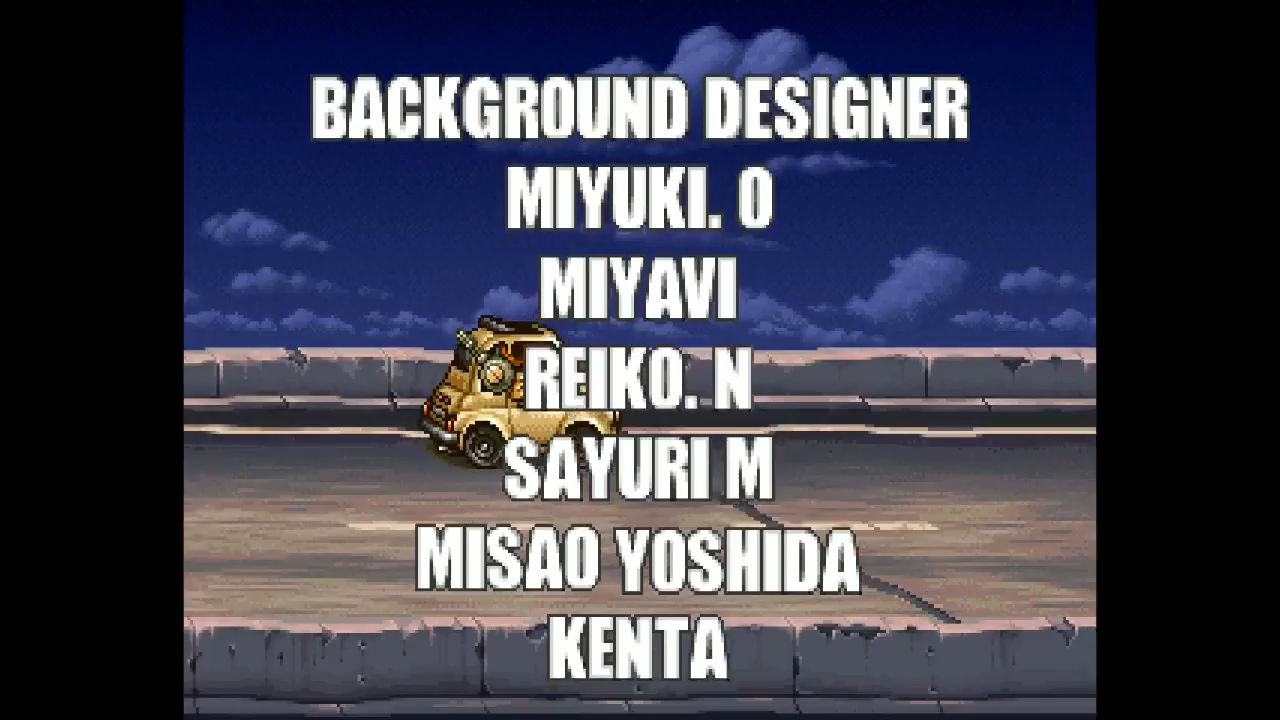 BACKGROUND DESIGNER
MIYUKI. O
MIYAVI
REIKO. N
SAYURI M
MISAO YOSHIDA
KENTA